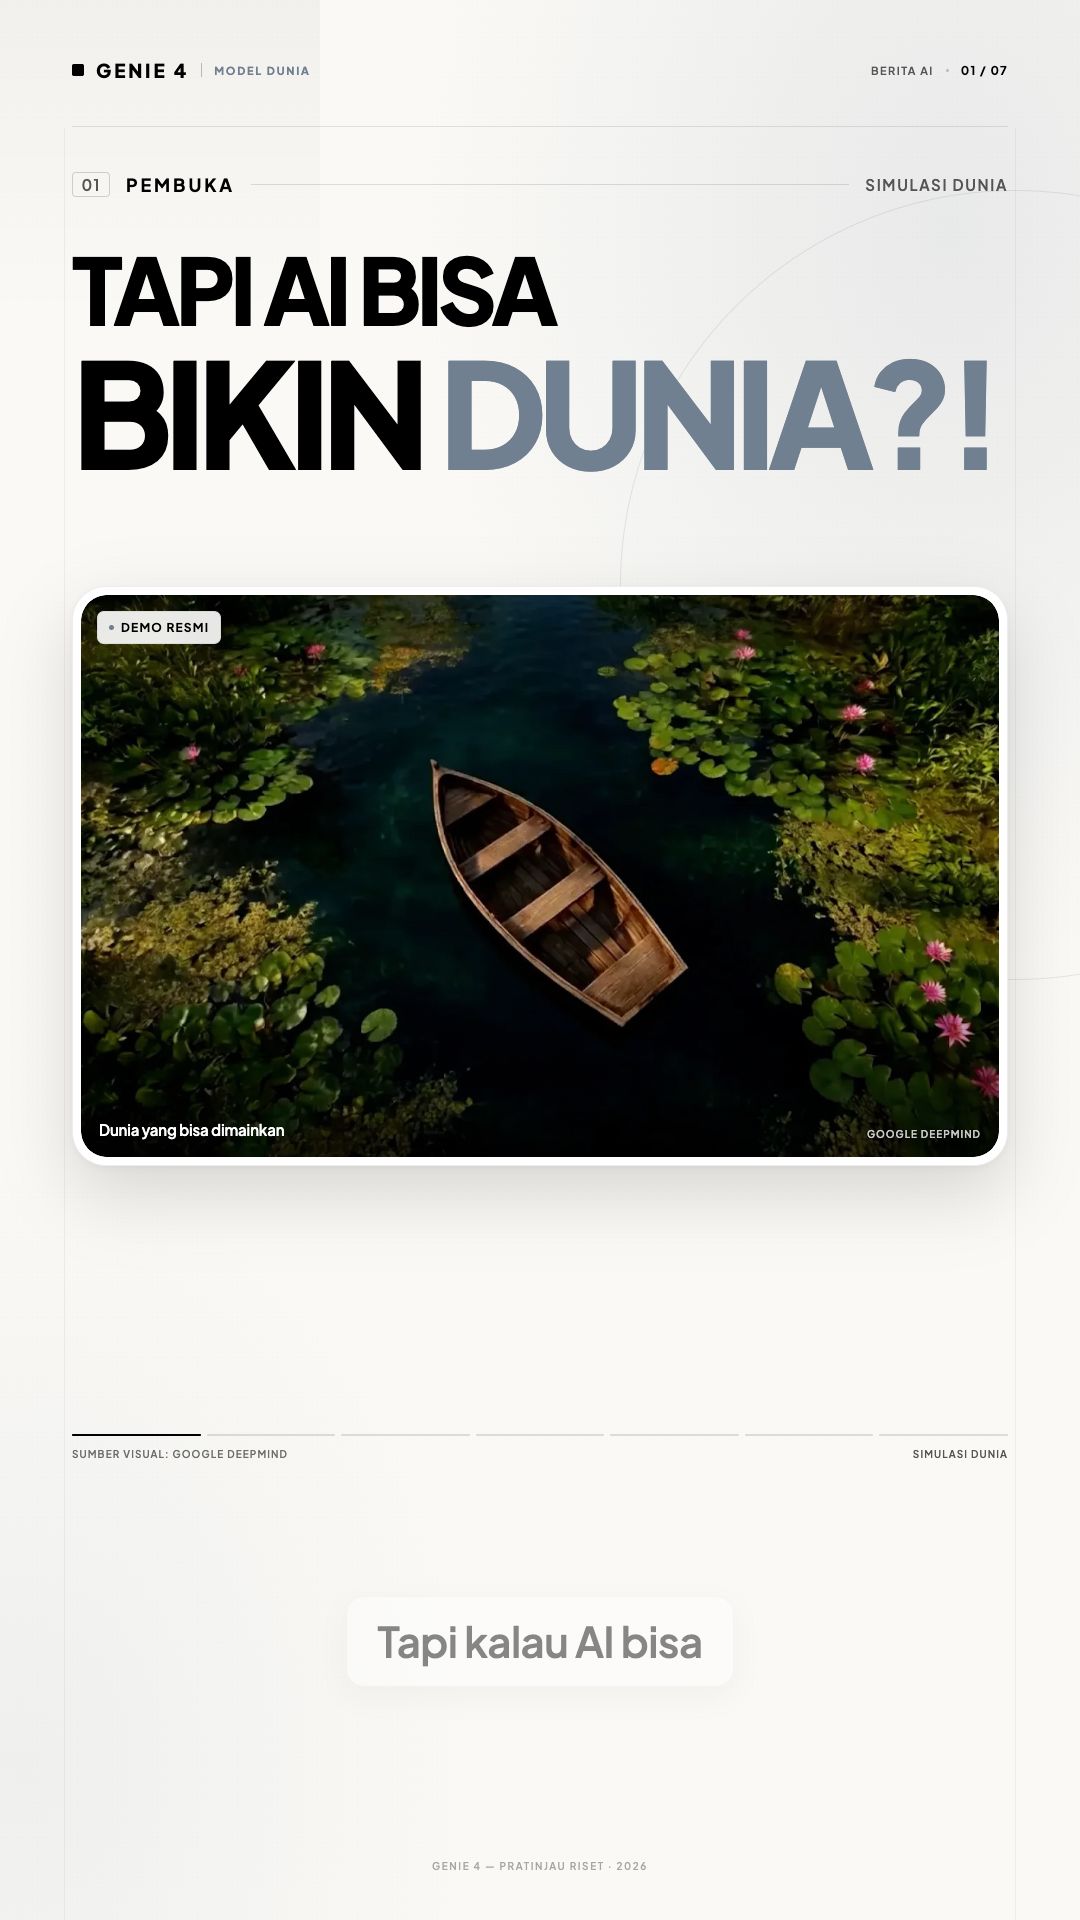 GENIE 4 | MODEL DUNIA
BERITA AI • 01 / 07
01 PEMBUKA
SIMULASI DUNIA
TAPI AI BISA
BIKIN DUNIA?!
• DEMO RESMI
Dunia yang bisa dimainkan
GOOGLE DEEPMIND
SUMBER VISUAL: GOOGLE DEEPMIND
SIMULASI DUNIA
Tapi kalau AI bisa
GENIE 4 — PRATINJAU RISET · 2026